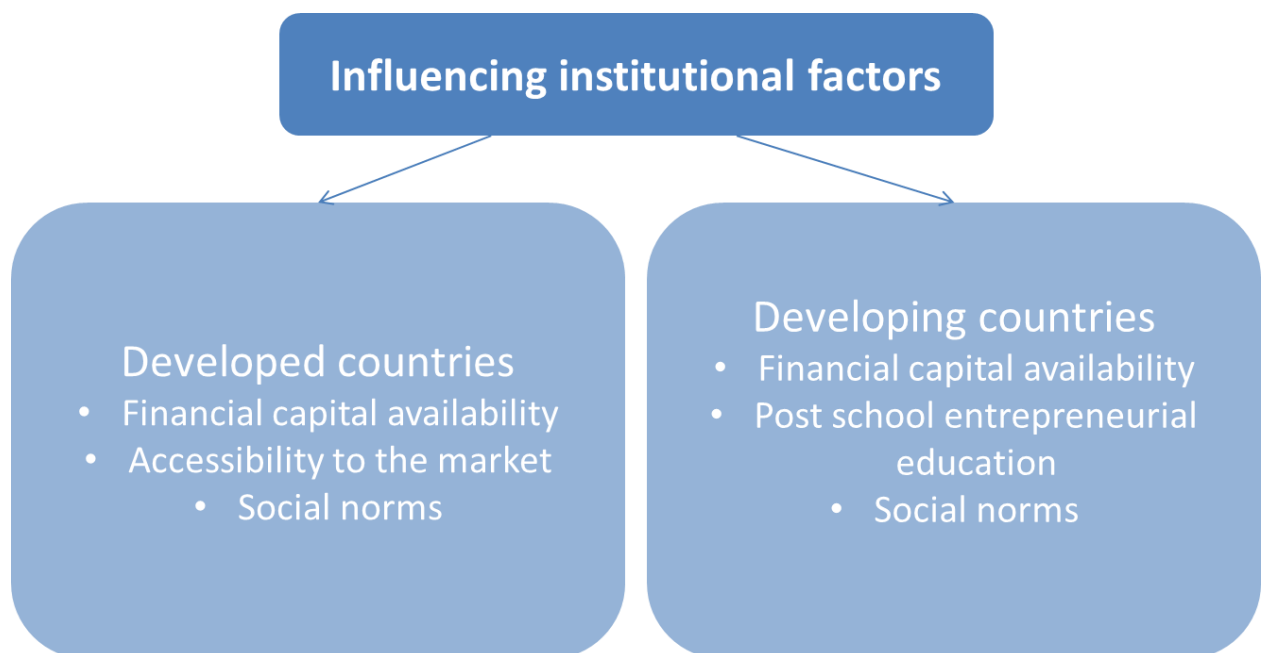 Influencing institutional factors
Developed countries
• Financial capital availability
• Accessibility to the market
• Social norms
Developing countries
• Financial capital availability
• Post school entrepreneurial
education
• Social norms